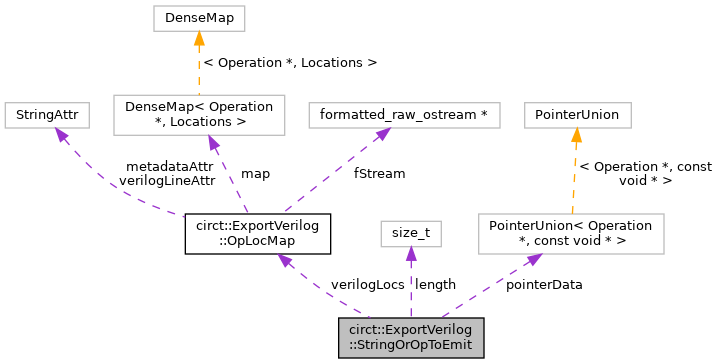 DenseMap
< Operation *, Locations >
StringAttr
DenseMap< Operation
*, Locations >
formatted_raw_ostream *
PointerUnion
metadataAttr
verilogLineAttr
map
fStream
< Operation *, const
void * >
circt::ExportVerilog
::OpLocMap
size_t
PointerUnion< Operation
*, const void * >
verilogLocs
length
pointerData
circt::ExportVerilog
::StringOrOpToEmit